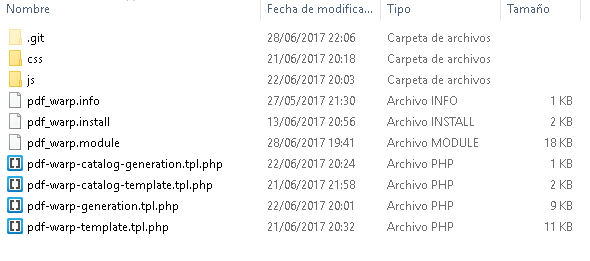 Nombre Fecha de modifica... Tipo Tamaño
.git 28/06/2017 22:06 Carpeta de archivos
css 21/06/2017 20:18 Carpeta de archivos
js 22/06/2017 20:03 Carpeta de archivos
pdf_warp.info 27/05/2017 21:30 Archivo INFO 1 KB
pdf_warp.install 13/06/2017 20:56 Archivo INSTALL 2 KB
pdf_warp.module 28/06/2017 19:41 Archivo MODULE 18 KB
pdf-warp-catalog-generation.tpl.php 22/06/2017 20:24 Archivo PHP 1 KB
pdf-warp-catalog-template.tpl.php 21/06/2017 21:58 Archivo PHP 2 KB
pdf-warp-generation.tpl.php 22/06/2017 20:01 Archivo PHP 9 KB
pdf-warp-template.tpl.php 21/06/2017 20:32 Archivo PHP 11 KB